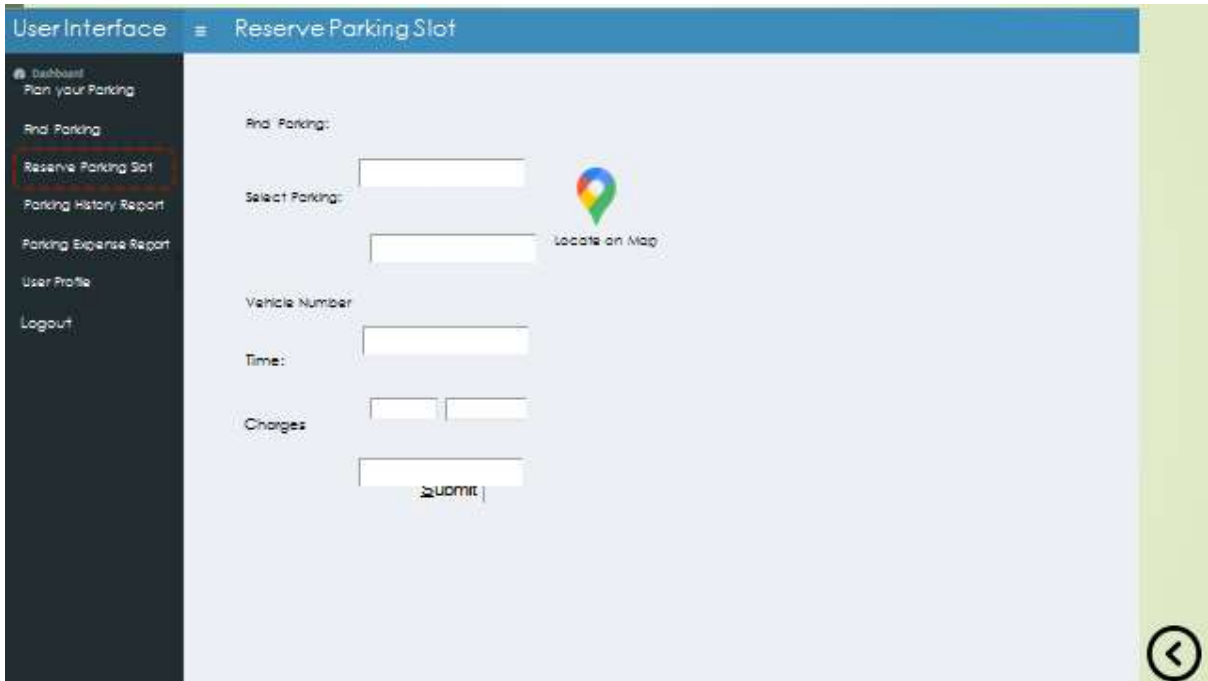 User Interface
≡ Reserve Parking Slot
Dashboard
Plan your Parking
Find Parking
Reserve Parking Slot
Parking History Report
Parking Expense Report
User Profile
Logout
Find Parking:
Select Parking:
Locate on Map
Vehicle Number
Time:
Charges
Submit